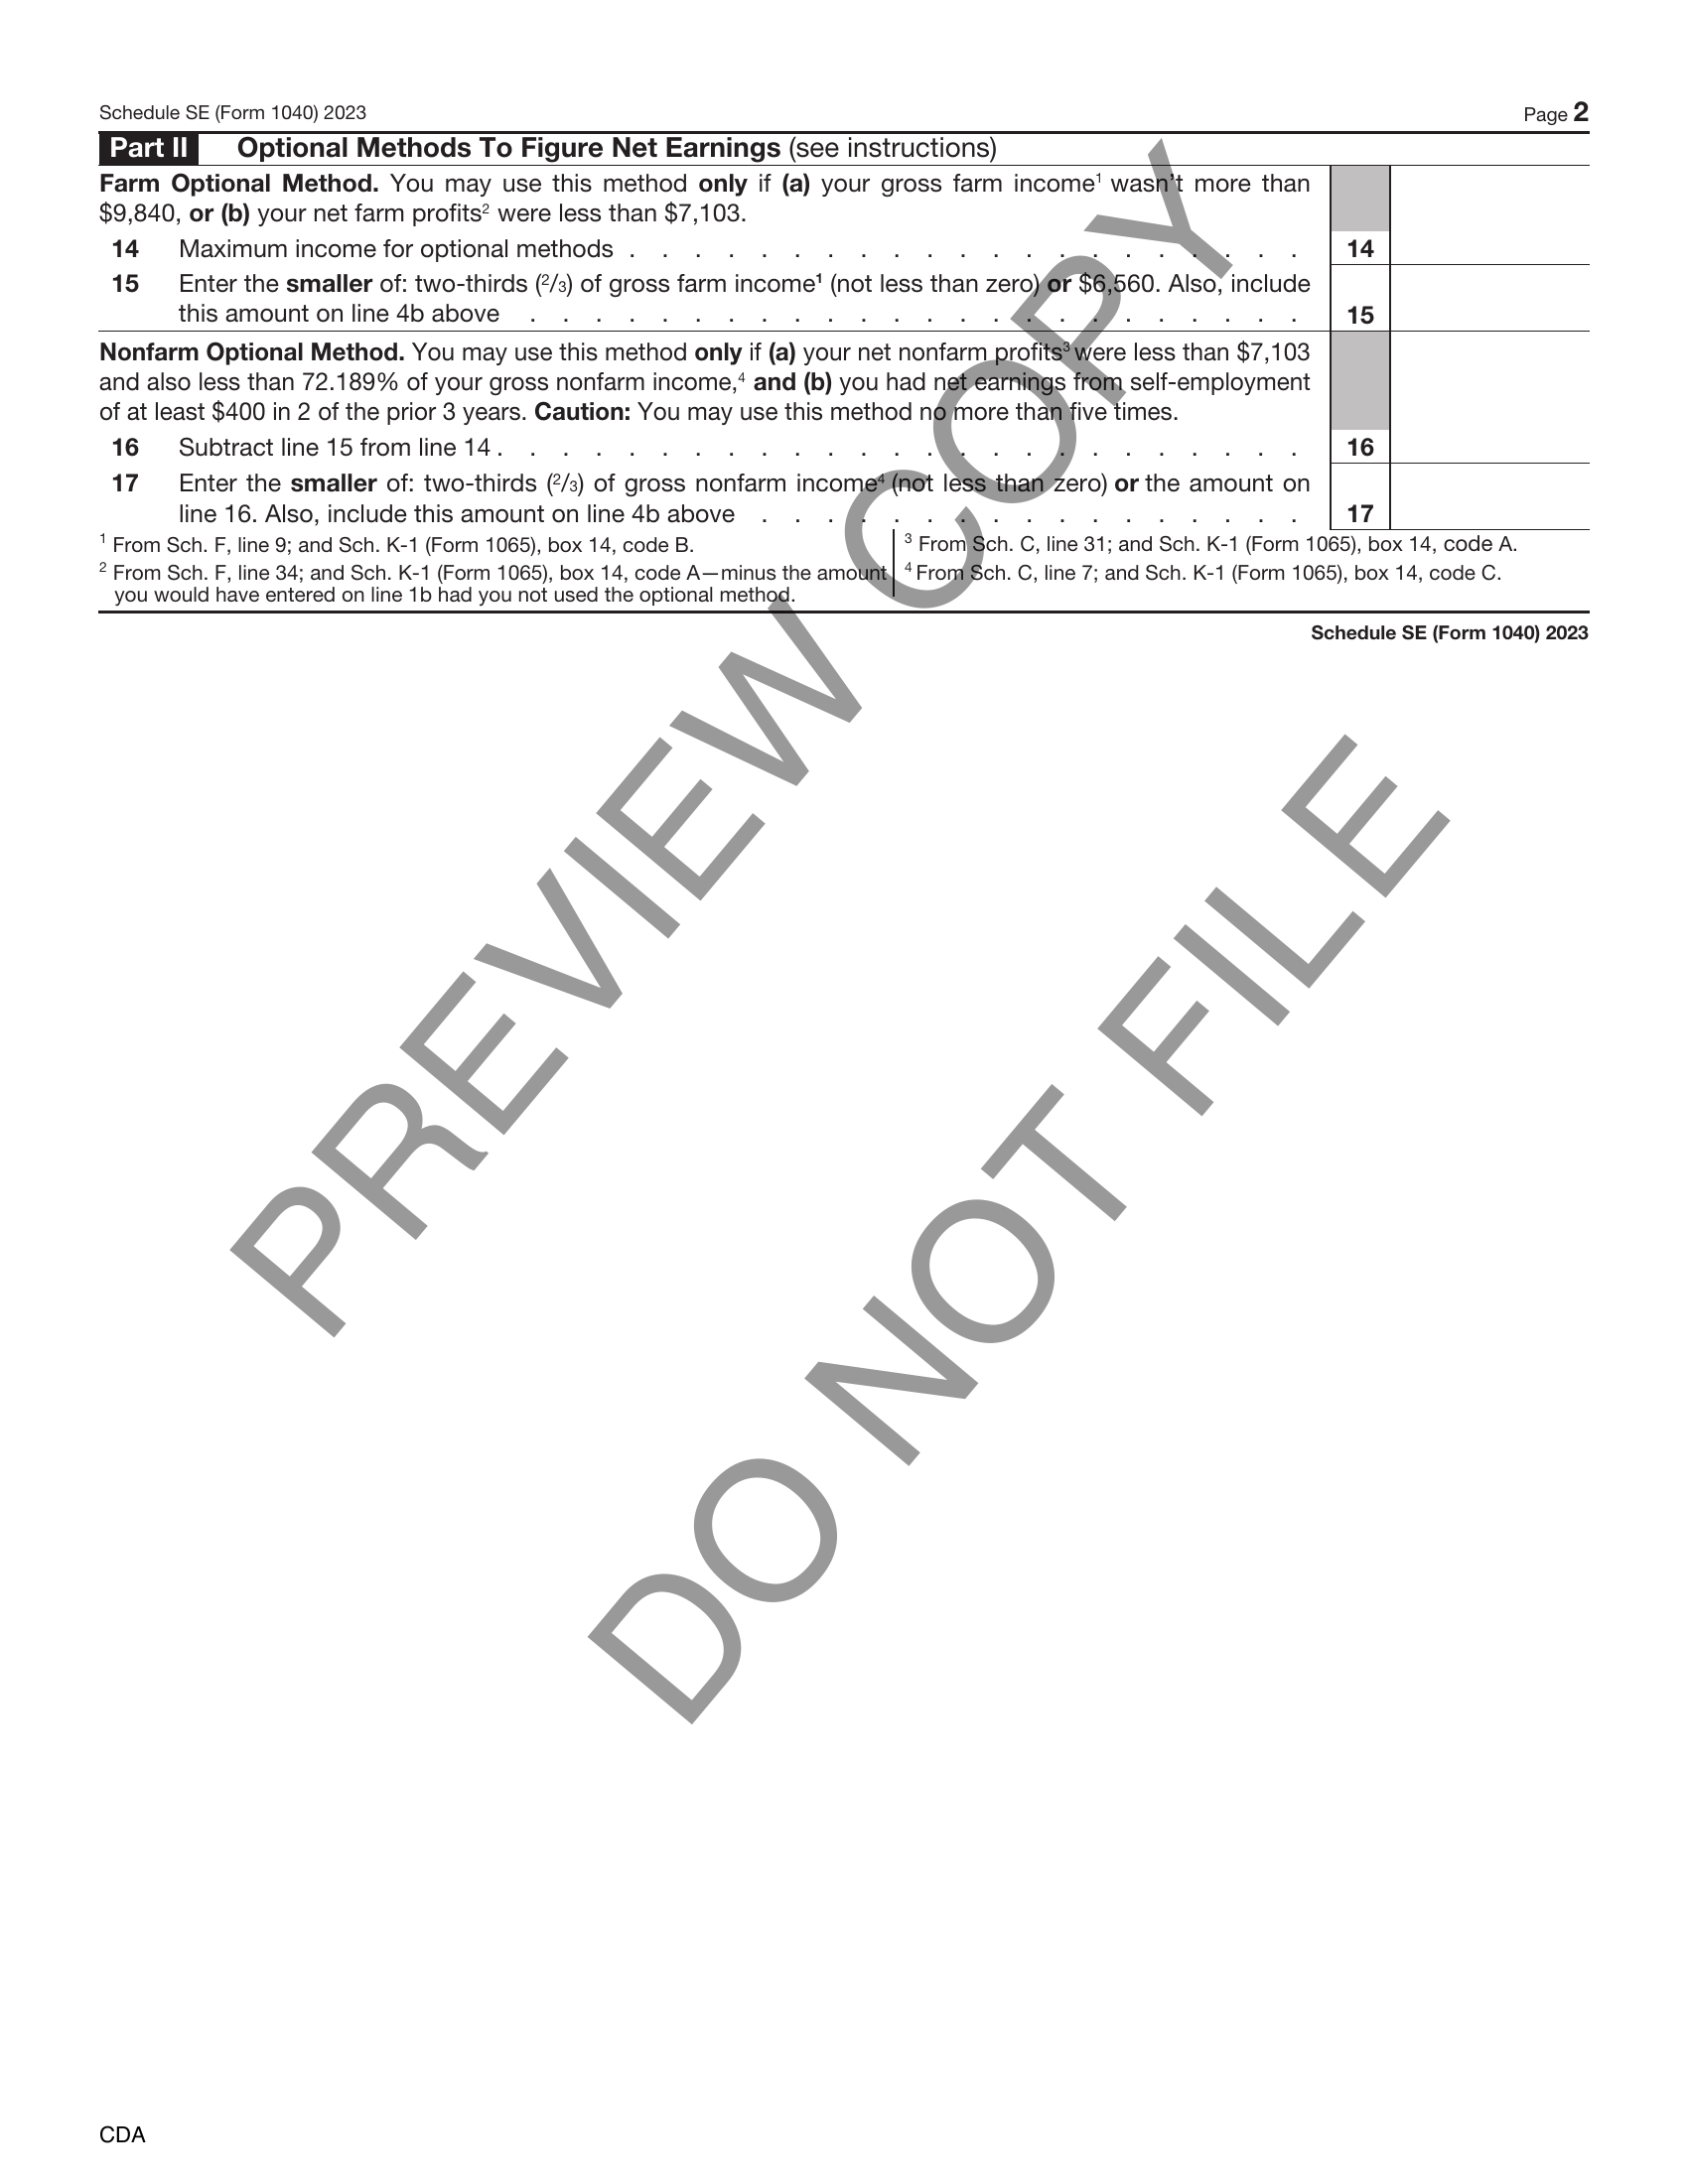 Schedule SE (Form 1040) 2023 Page 2
Part II Optional Methods To Figure Net Earnings (see instructions)
Farm Optional Method. You may use this method only if (a) your gross farm income¹ wasn't more than
$9,840, or (b) your net farm profits² were less than $7,103.
14 Maximum income for optional methods . . . . . . . . . . . . . . . . . . . . . 14
15 Enter the smaller of: two-thirds (2/3) of gross farm income¹ (not less than zero) or $6,560. Also, include
this amount on line 4b above . . . . . . . . . . . . . . . . . . . . . . . . 15
Nonfarm Optional Method. You may use this method only if (a) your net nonfarm profits³ were less than $7,103
and also less than 72.189% of your gross nonfarm income,⁴ and (b) you had net earnings from self-employment
of at least $400 in 2 of the prior 3 years. Caution: You may use this method no more than five times.
16 Subtract line 15 from line 14 . . . . . . . . . . . . . . . . . . . . . . . . . 16
17 Enter the smaller of: two-thirds (2/3) of gross nonfarm income⁴ (not less than zero) or the amount on
line 16. Also, include this amount on line 4b above . . . . . . . . . . . . . . . . . 17
¹ From Sch. F, line 9; and Sch. K-1 (Form 1065), box 14, code B.
² From Sch. F, line 34; and Sch. K-1 (Form 1065), box 14, code A—minus the amount
you would have entered on line 1b had you not used the optional method.
³ From Sch. C, line 31; and Sch. K-1 (Form 1065), box 14, code A.
⁴ From Sch. C, line 7; and Sch. K-1 (Form 1065), box 14, code C.
Schedule SE (Form 1040) 2023
PREVIEW COPY
DO NOT FILE
CDA